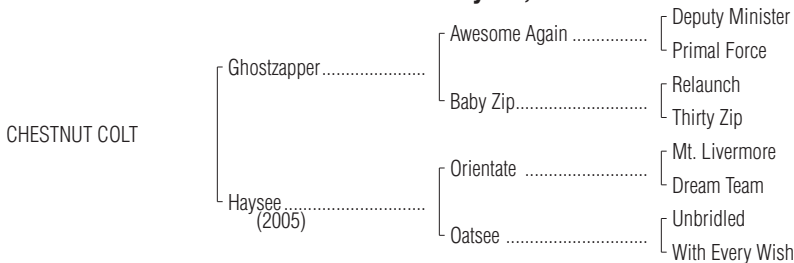 Deputy Minister
Awesome Again ................
Primal Force
Ghostzapper......................
Relaunch
Baby Zip............................
Thirty Zip
CHESTNUT COLT
Mt. Livermore
Orientate ..........................
Dream Team
Haysee..............................
(2005)
Unbridled
Oatsee ..............................
With Every Wish